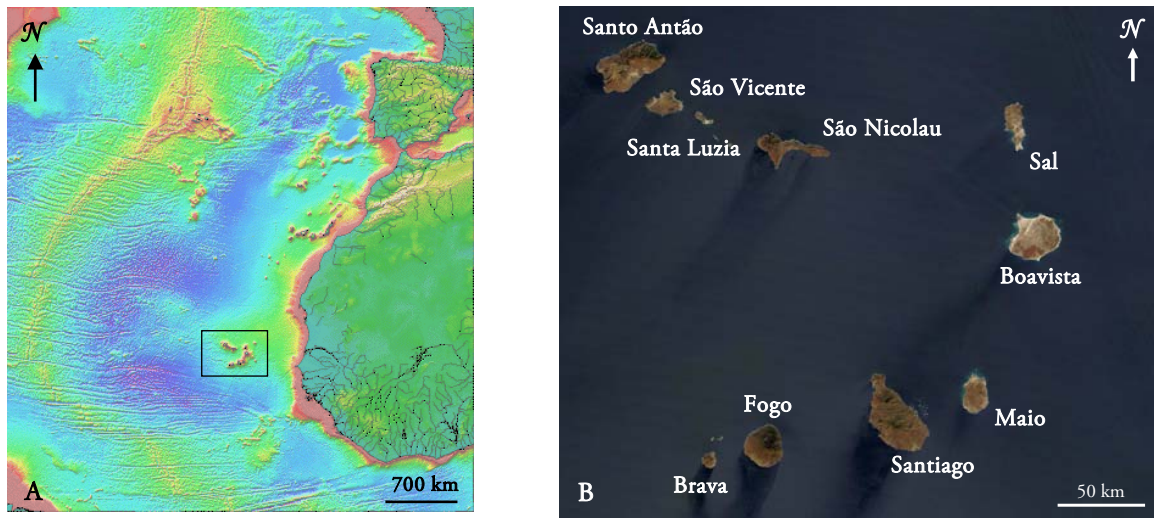 N
700 km
A
N
Santo Antão
São Vicente
Santa Luzia
São Nicolau
Sal
Boavista
Fogo
Maio
Santiago
Brava
B
50 km